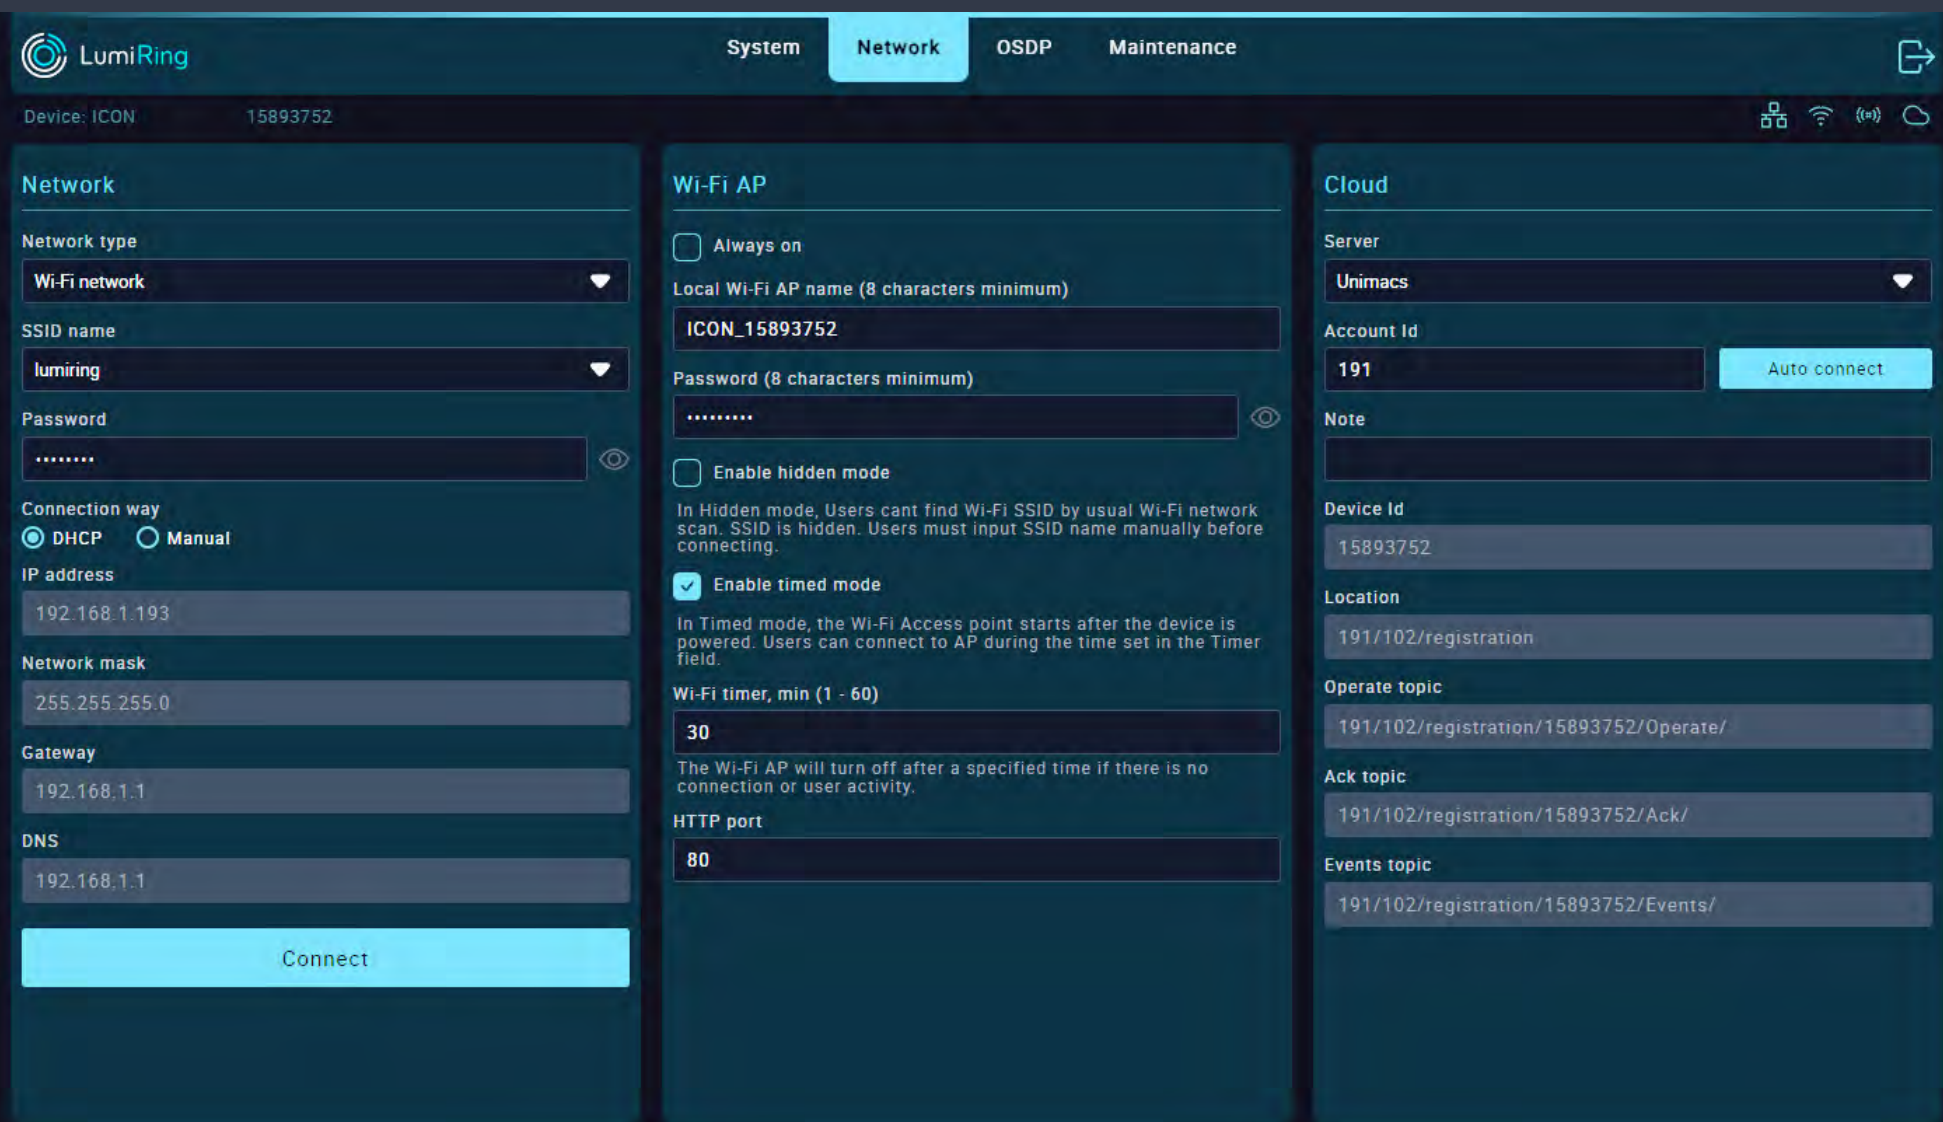 LumiRing
System
Network
OSDP
Maintenance
Device: ICON 15893752
Network
Network type
Wi-Fi network
SSID name
lumiring
Password
••••••••
Connection way
DHCP Manual
IP address
192.168.1.193
Network mask
255.255.255.0
Gateway
192.168.1.1
DNS
192.168.1.1
Connect
Wi-Fi AP
Always on
Local Wi-Fi AP name (8 characters minimum)
ICON_15893752
Password (8 characters minimum)
•••••••••
Enable hidden mode
In Hidden mode, Users cant find Wi-Fi SSID by usual Wi-Fi network
scan. SSID is hidden. Users must input SSID name manually before
connecting.
Enable timed mode
In Timed mode, the Wi-Fi Access point starts after the device is
powered. Users can connect to AP during the time set in the Timer
field.
Wi-Fi timer, min (1 - 60)
30
The Wi-Fi AP will turn off after a specified time if there is no
connection or user activity.
HTTP port
80
Cloud
Server
Unimacs
Account Id
191
Auto connect
Note
Device Id
15893752
Location
191/102/registration
Operate topic
191/102/registration/15893752/Operate/
Ack topic
191/102/registration/15893752/Ack/
Events topic
191/102/registration/15893752/Events/